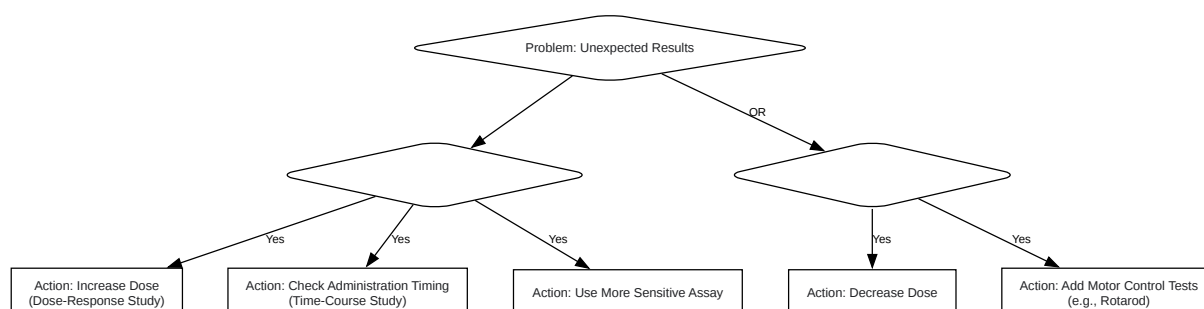 Problem: Unexpected Results
OR
Yes
Yes
Yes
Yes
Yes
Action: Increase Dose
(Dose-Response Study)
Action: Check Administration Timing
(Time-Course Study)
Action: Use More Sensitive Assay
Action: Decrease Dose
Action: Add Motor Control Tests
(e.g., Rotarod)